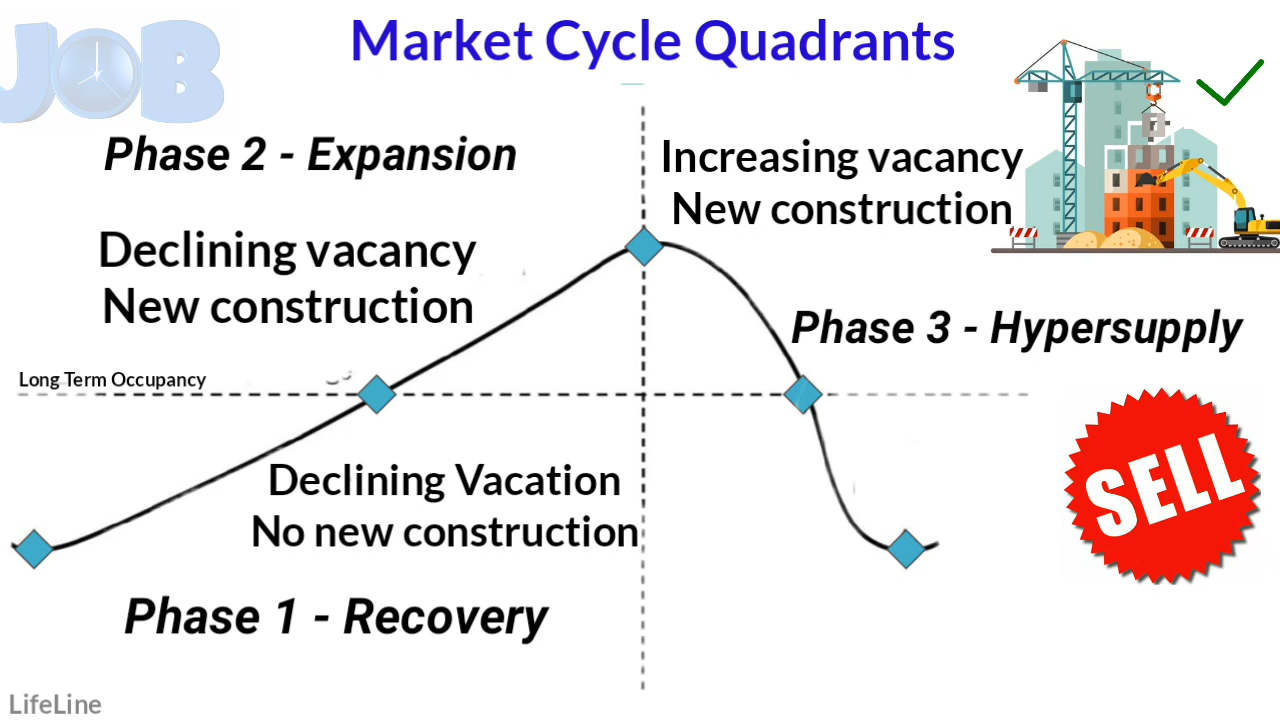 JOB
Market Cycle Quadrants
Phase 2 - Expansion
Declining vacancy
New construction
Increasing vacancy
New construction
Phase 3 - Hypersupply
Long Term Occupancy
SELL
Declining Vacation
No new construction
Phase 1 - Recovery
LifeLine